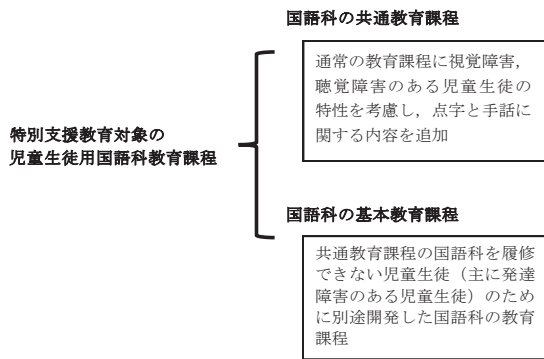 国語科の共通教育課程
通常の教育課程に視覚障害，
聴覚障害のある児童生徒の
特性を考慮し，点字と手話に
関する内容を追加
特別支援教育対象の
児童生徒用国語科教育課程
国語科の基本教育課程
共通教育課程の国語科を履修
できない児童生徒（主に発達
障害のある児童生徒）のため
に別途開発した国語科の教育
課程